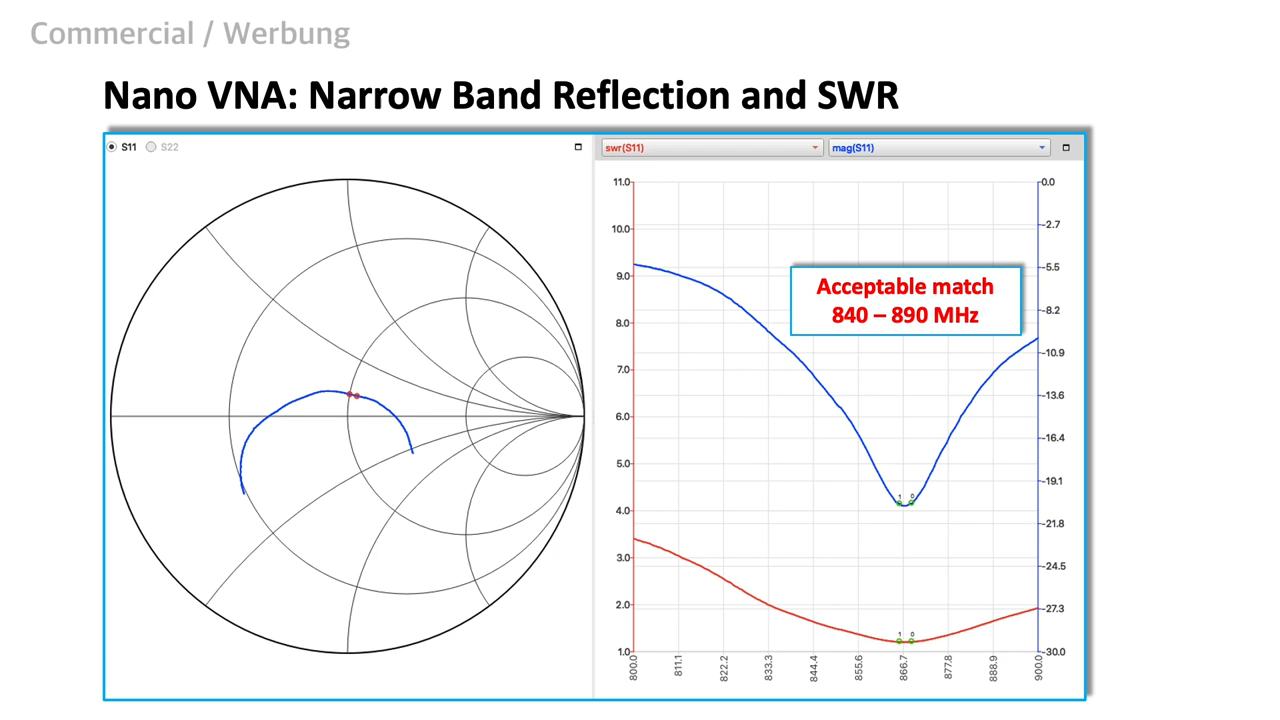 Commercial / Werbung
Nano VNA: Narrow Band Reflection and SWR
S11 S22
swr(S11) mag(S11)
11.0 0.0
10.0 -2.7
9.0 -5.5
8.0 -8.2
7.0 -10.9
6.0 -13.6
5.0 -16.4
4.0 -19.1
3.0 -21.8
2.0 -24.5
1.0 -27.3
-30.0
Acceptable match
840 – 890 MHz
1 0
1 0
800.0 811.1 822.2 833.3 844.4 855.6 866.7 877.8 888.9 900.0